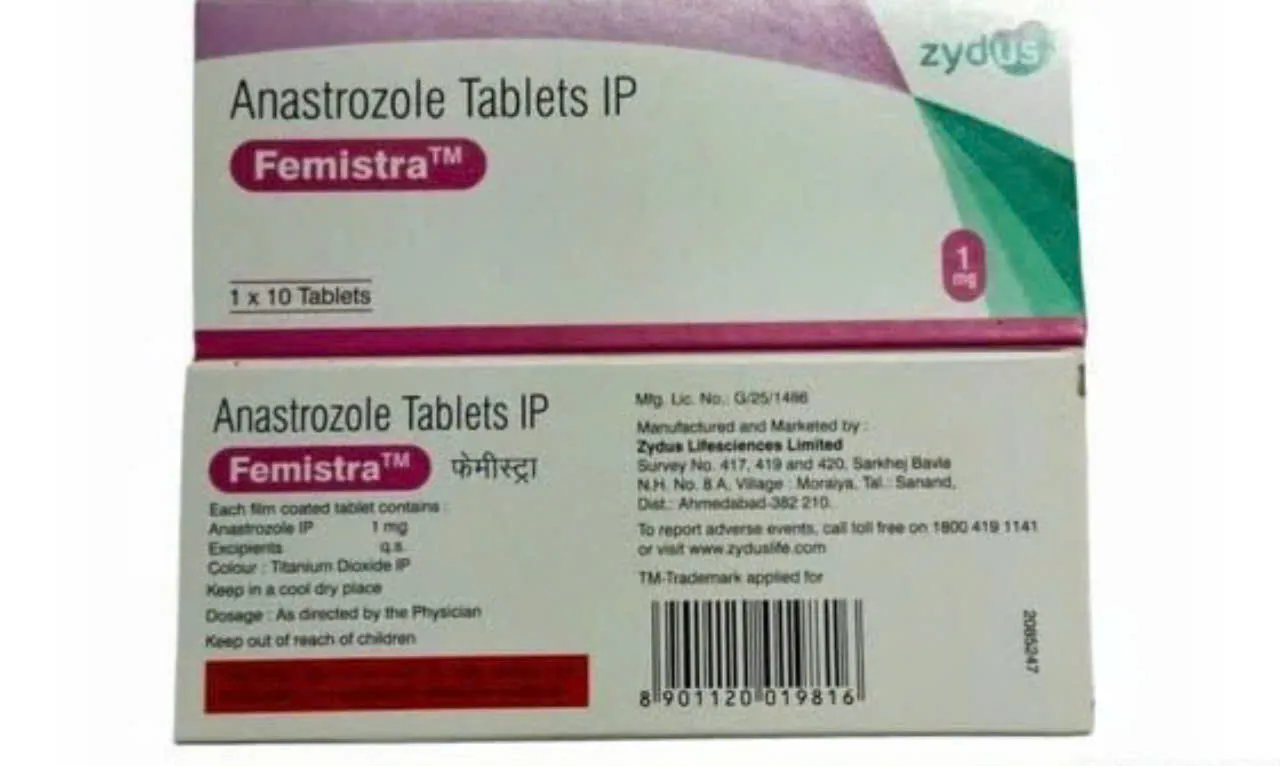 zydus
Anastrozole Tablets IP
Femistra™
1 mg
1 x 10 Tablets
Anastrozole Tablets IP
Femistra™ फेमीस्ट्रा
Each film coated tablet contains :
Anastrozole IP 1 mg
Excipients q.s.
Colour : Titanium Dioxide IP
Keep in a cool dry place
Dosage : As directed by the Physician
Keep out of reach of children
Mfg. Lic. No.: G/25/1486
Manufactured and Marketed by :
Zydus Lifesciences Limited
Survey No. 417, 419 and 420, Sarkhej Bavla
N.H. No. 8 A, Village : Moraiya, Tal.: Sanand,
Dist.: Ahmedabad-382 210.
To report adverse events, call toll free on 1800 419 1141
or visit www.zyduslife.com
TM-Trademark applied for
8 901120 019816
2085247